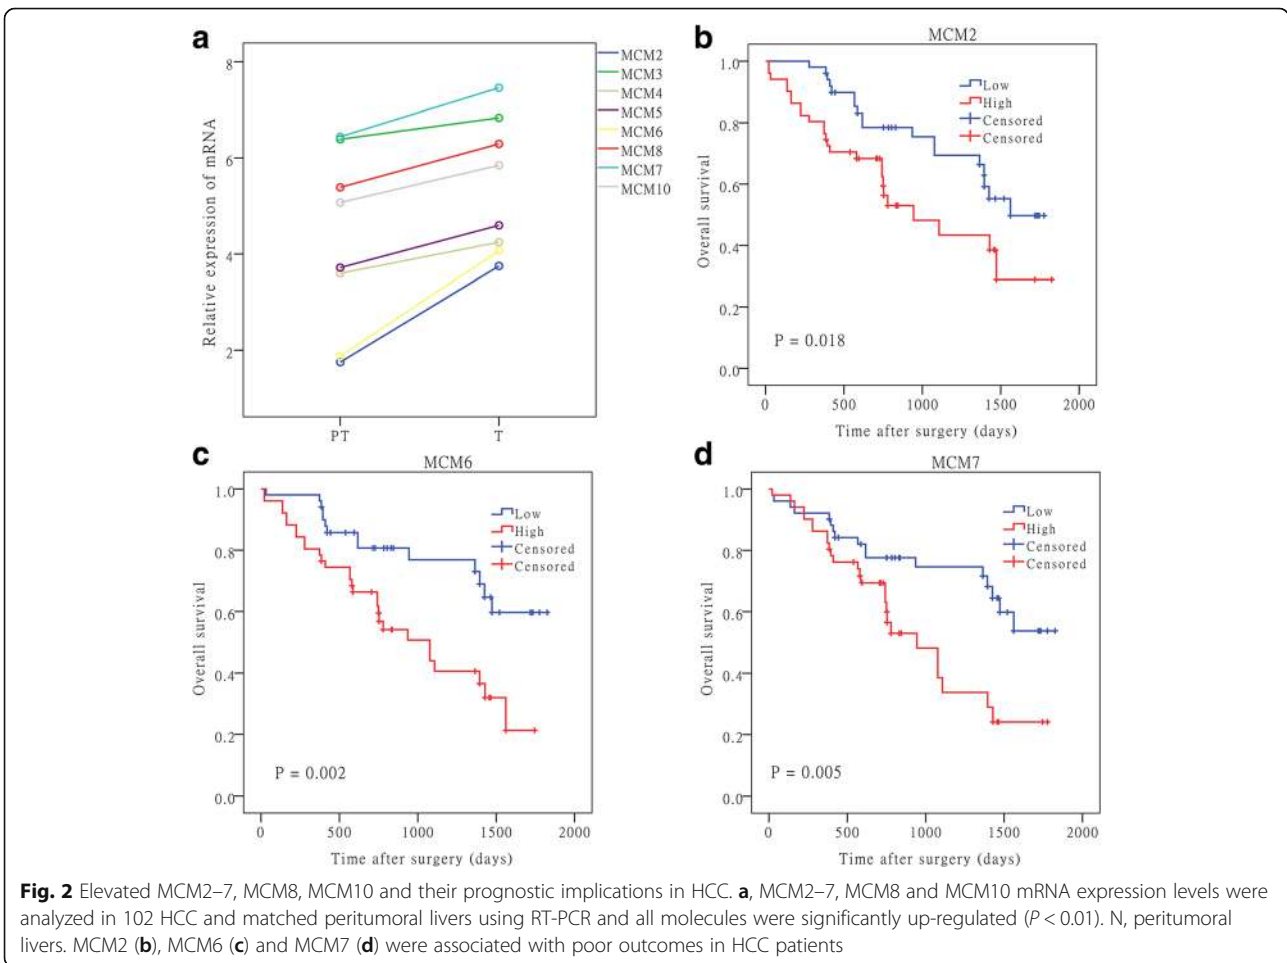 a
8
6
4
2
Relative expression of mRNA
PT
T
MCM2
MCM3
MCM4
MCM5
MCM6
MCM8
MCM7
MCM10
b
MCM2
1.0
0.8
0.6
0.4
0.2
0.0
Overall survival
Low
High
Censored
Censored
P = 0.018
0 500 1000 1500 2000
Time after surgery (days)
c
MCM6
1.0
0.8
0.6
0.4
0.2
0.0
Overall survival
Low
High
Censored
Censored
P = 0.002
0 500 1000 1500 2000
Time after surgery (days)
d
MCM7
1.0
0.8
0.6
0.4
0.2
0.0
Overall survival
Low
High
Censored
Censored
P = 0.005
0 500 1000 1500 2000
Time after surgery (days)
Fig. 2 Elevated MCM2–7, MCM8, MCM10 and their prognostic implications in HCC. a, MCM2–7, MCM8 and MCM10 mRNA expression levels were
analyzed in 102 HCC and matched peritumoral livers using RT-PCR and all molecules were significantly up-regulated (P < 0.01). N, peritumoral
livers. MCM2 (b), MCM6 (c) and MCM7 (d) were associated with poor outcomes in HCC patients